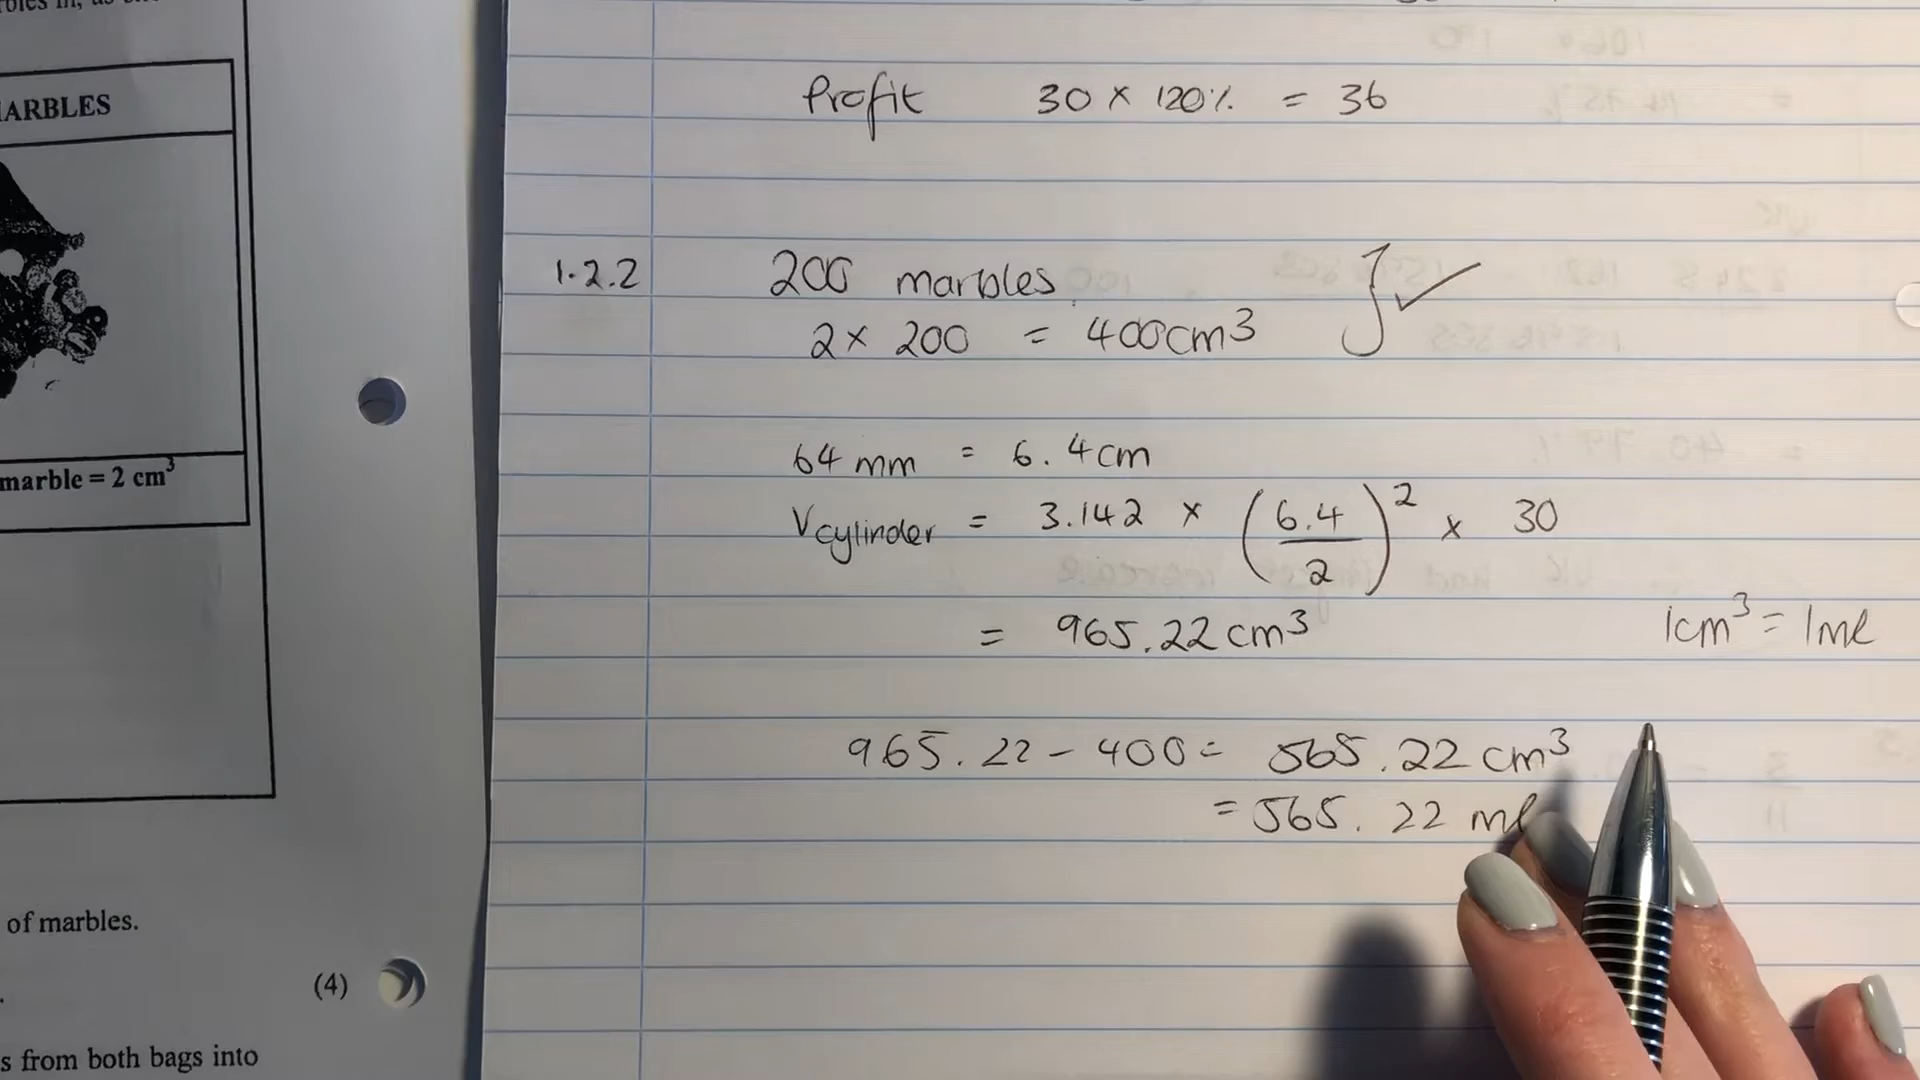 ARBLES
marble = 2 cm³
of marbles.
(4)
s from both bags into
Profit 30 × 120% = 36
1.2.2 200 marbles
2 × 200 = 400cm3
64 mm = 6.4cm
Vcylinder = 3.142 × (6.4/2)² × 30
= 965.22 cm3
1cm³ = 1ml
965.22 - 400 = 565.22 cm3
= 565.22 ml